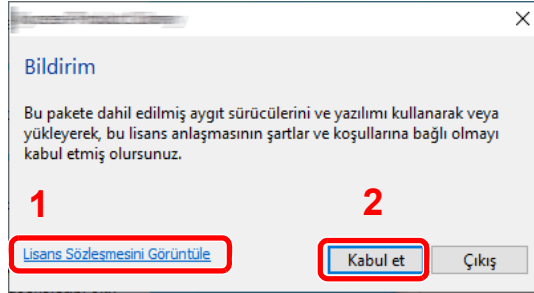 Bildirim
Bu pakete dahil edilmiş aygıt sürücülerini ve yazılımı kullanarak veya
yükleyerek, bu lisans anlaşmasının şartlar ve koşullarına bağlı olmayı
kabul etmiş olursunuz.
1
2
Lisans Sözleşmesini Görüntüle
Kabul et
Çıkış